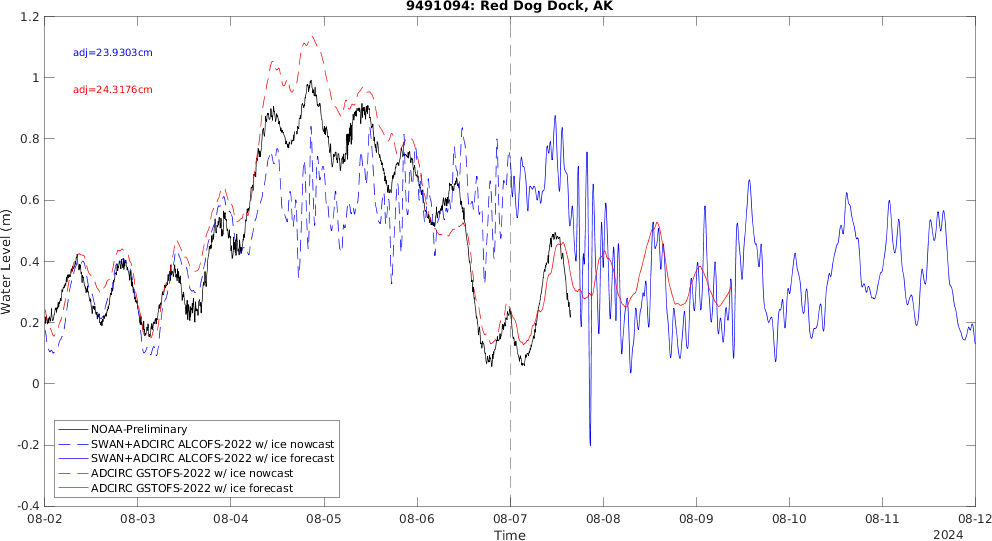 9491094: Red Dog Dock, AK
adj=23.9303cm
adj=24.3176cm
Water Level (m)
1.2
1
0.8
0.6
0.4
0.2
0
-0.2
-0.4
NOAA-Preliminary
SWAN+ADCIRC ALCOFS-2022 w/ ice nowcast
SWAN+ADCIRC ALCOFS-2022 w/ ice forecast
ADCIRC GSTOFS-2022 w/ ice nowcast
ADCIRC GSTOFS-2022 w/ ice forecast
08-02 08-03 08-04 08-05 08-06 08-07 08-08 08-09 08-10 08-11 08-12
Time
2024